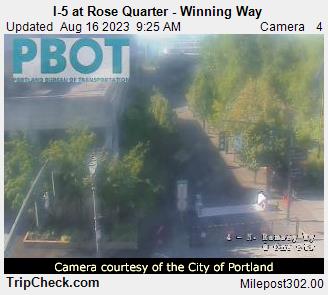 I-5 at Rose Quarter - Winning Way
Updated Aug 16 2023 9:25 AM Camera 4
PBOT
PORTLAND BUREAU OF TRANSPORTATION
4 - N.
Camera courtesy of the City of Portland
TripCheck.com Milepost302.00